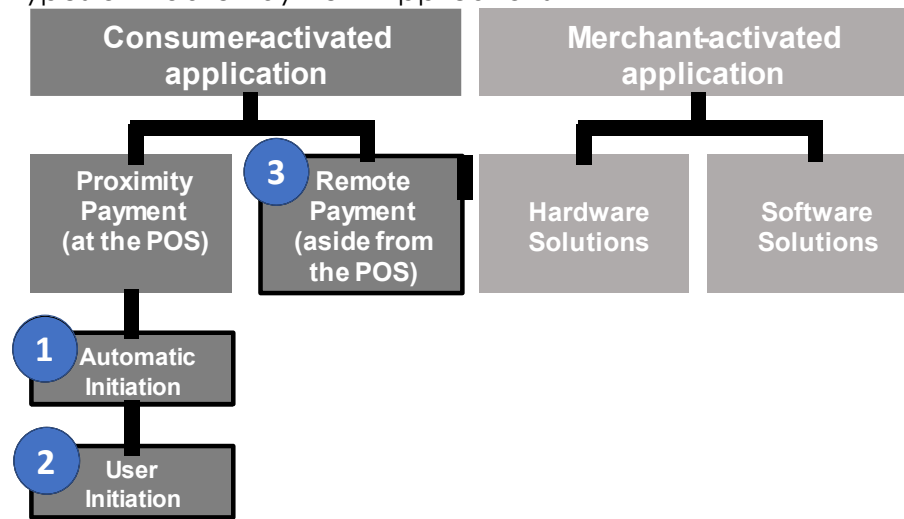 Consumer-activated
application
Merchant-activated
application
Proximity
Payment
(at the POS)
3
Remote
Payment
(aside from
the POS)
Hardware
Solutions
Software
Solutions
1
Automatic
Initiation
2
User
Initiation